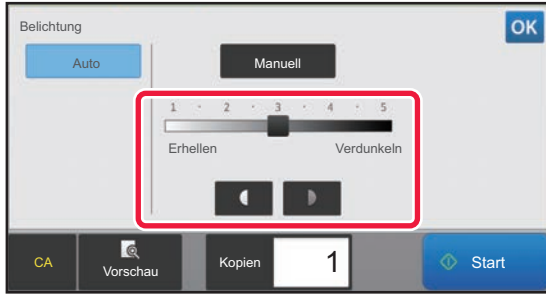 Belichtung
OK
Auto
Manuell
1 · 2 · 3 · 4 · 5
Erhellen Verdunkeln
CA
Vorschau
Kopien
1
Start